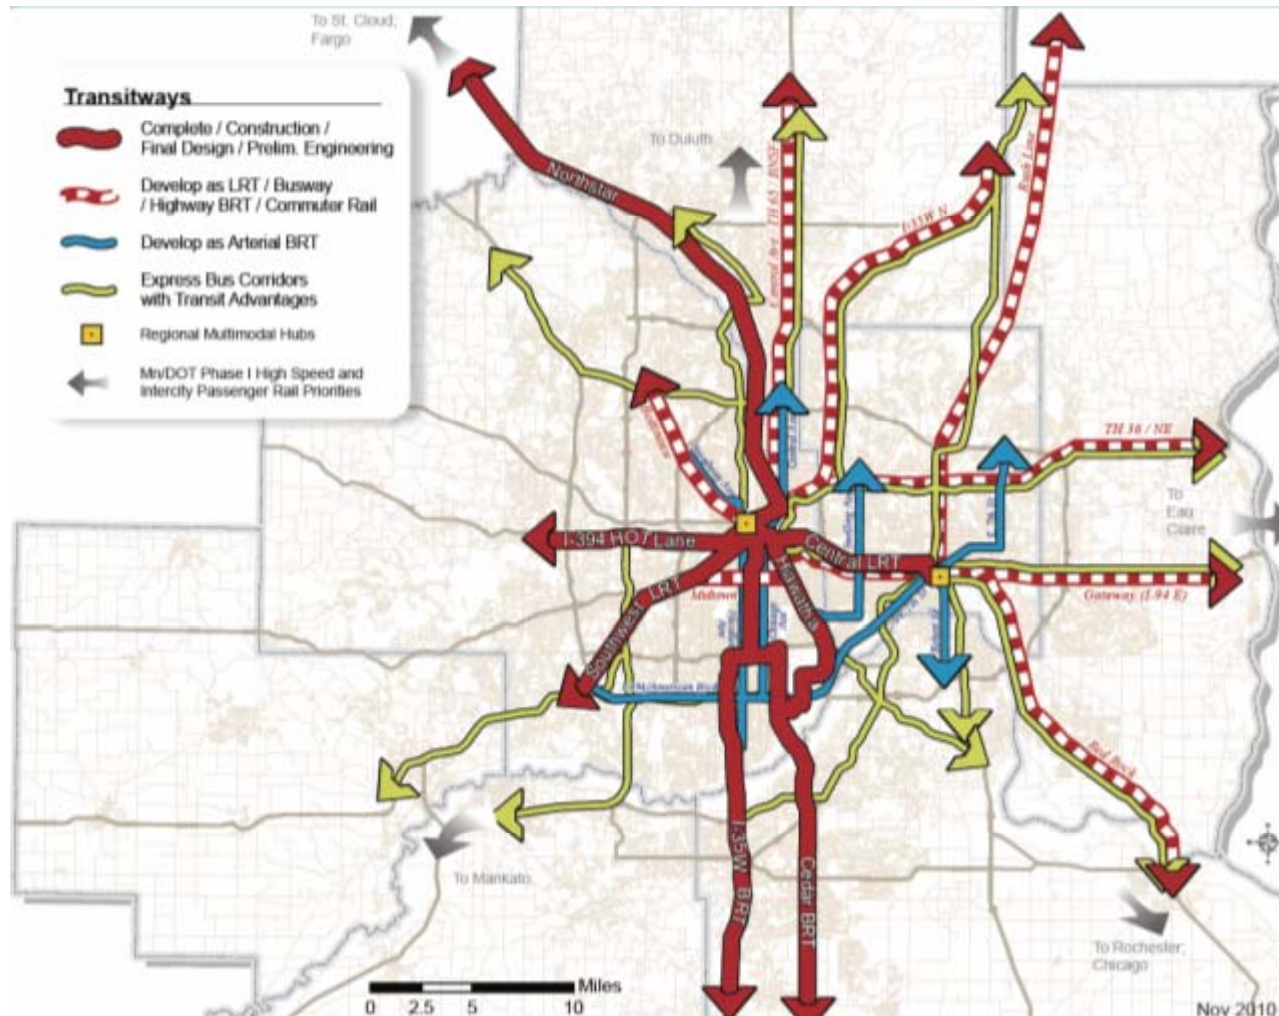 To St. Cloud;
Fargo
Transitways
Complete / Construction /
Final Design / Prelim. Engineering
Develop as LRT / Busway
/ Highway BRT / Commuter Rail
Develop as Arterial BRT
Express Bus Corridors
with Transit Advantages
Regional Multimodal Hubs
Mn/DOT Phase I High Speed and
Intercity Passenger Rail Priorities
To Duluth
Northstar
TH 65 / BNSF
I-35W N
Rush Line
TH 36 / NE
To
Eau
Claire
I-394 HOT Lane
Central LRT
Hiawatha
Southwest LRT
Midtown
Gateway (I-94 E)
Red Rock
I-35W BRT
Cedar BRT
To Mankato
To Rochester;
Chicago
0 2.5 5 10 Miles
Nov 2010